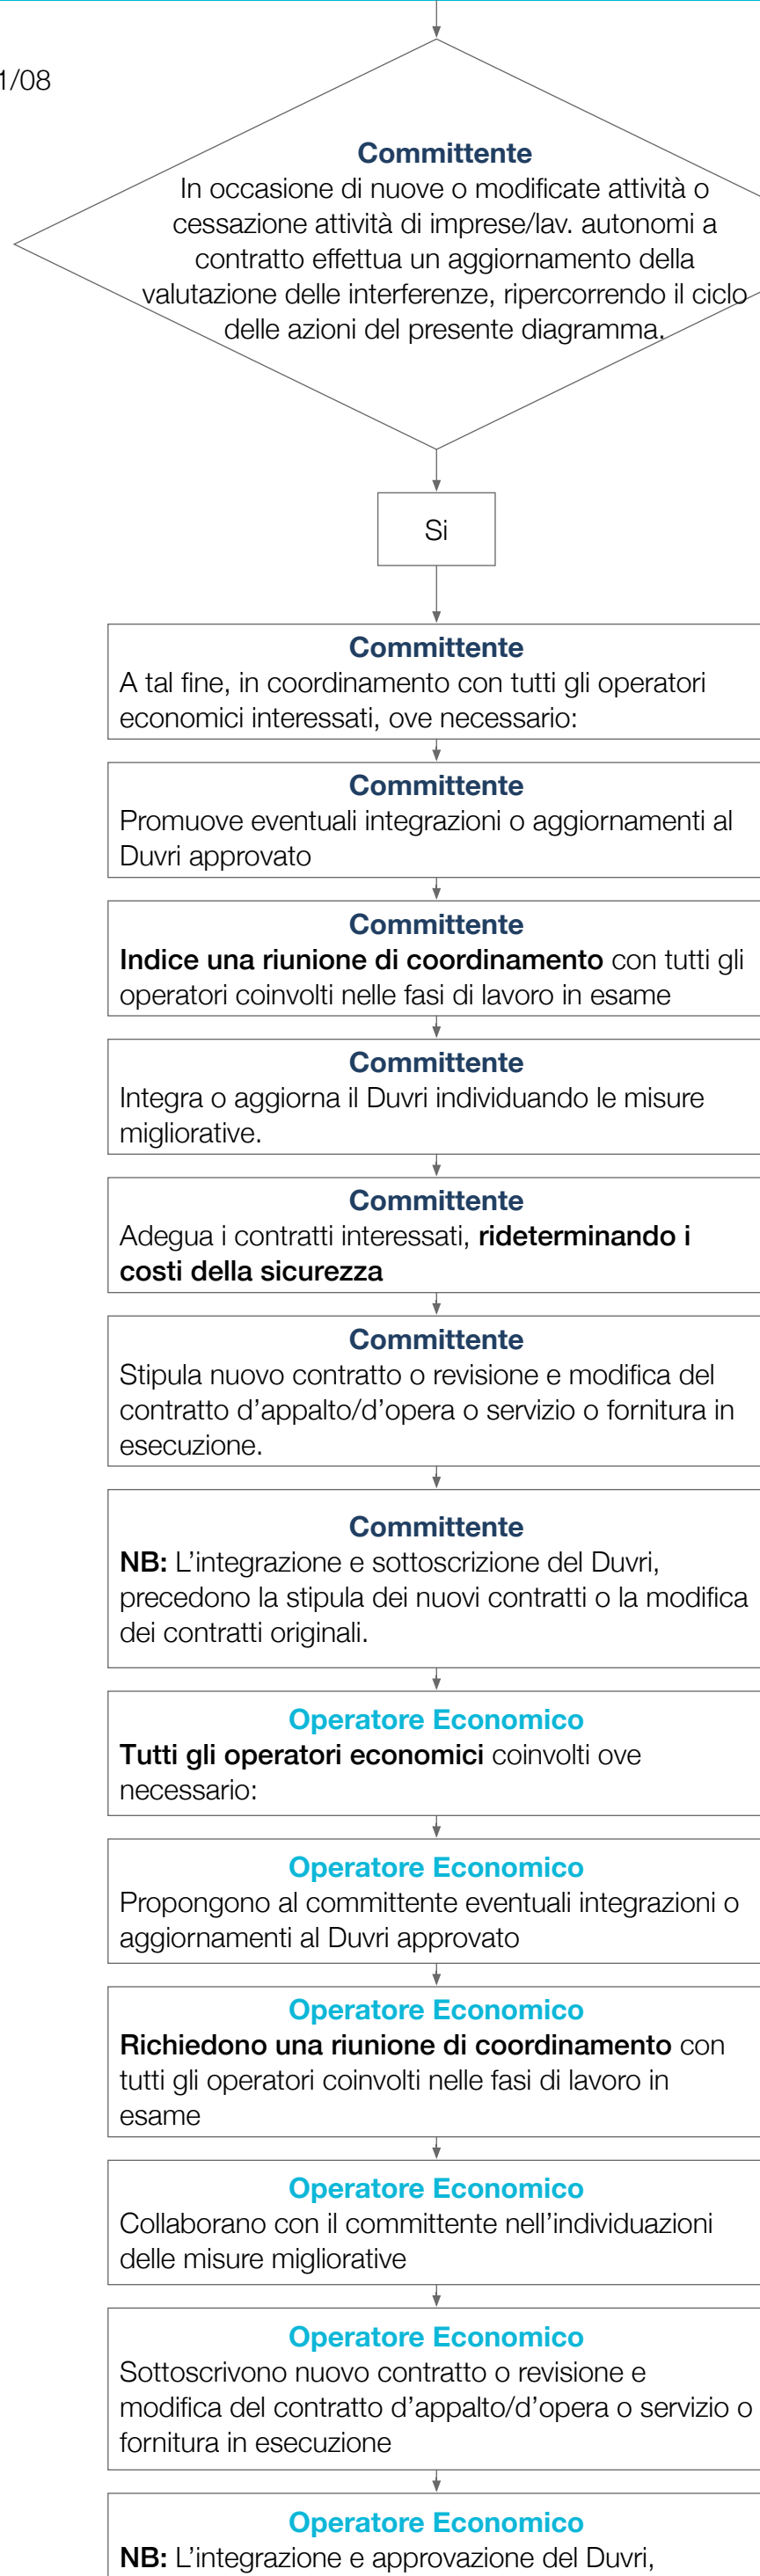 1/08
Committente
In occasione di nuove o modificate attività o
cessazione attività di imprese/lav. autonomi a
contratto effettua un aggiornamento della
valutazione delle interferenze, ripercorrendo il ciclo
delle azioni del presente diagramma.
Si
Committente
A tal fine, in coordinamento con tutti gli operatori
economici interessati, ove necessario:
Committente
Promuove eventuali integrazioni o aggiornamenti al
Duvri approvato
Committente
Indice una riunione di coordinamento con tutti gli
operatori coinvolti nelle fasi di lavoro in esame
Committente
Integra o aggiorna il Duvri individuando le misure
migliorative.
Committente
Adegua i contratti interessati, rideterminando i
costi della sicurezza
Committente
Stipula nuovo contratto o revisione e modifica del
contratto d’appalto/d’opera o servizio o fornitura in
esecuzione.
Committente
NB: L’integrazione e sottoscrizione del Duvri,
precedono la stipula dei nuovi contratti o la modifica
dei contratti originali.
Operatore Economico
Tutti gli operatori economici coinvolti ove
necessario:
Operatore Economico
Propongono al committente eventuali integrazioni o
aggiornamenti al Duvri approvato
Operatore Economico
Richiedono una riunione di coordinamento con
tutti gli operatori coinvolti nelle fasi di lavoro in
esame
Operatore Economico
Collaborano con il committente nell’individuazioni
delle misure migliorative
Operatore Economico
Sottoscrivono nuovo contratto o revisione e
modifica del contratto d’appalto/d’opera o servizio o
fornitura in esecuzione
Operatore Economico
NB: L’integrazione e approvazione del Duvri,